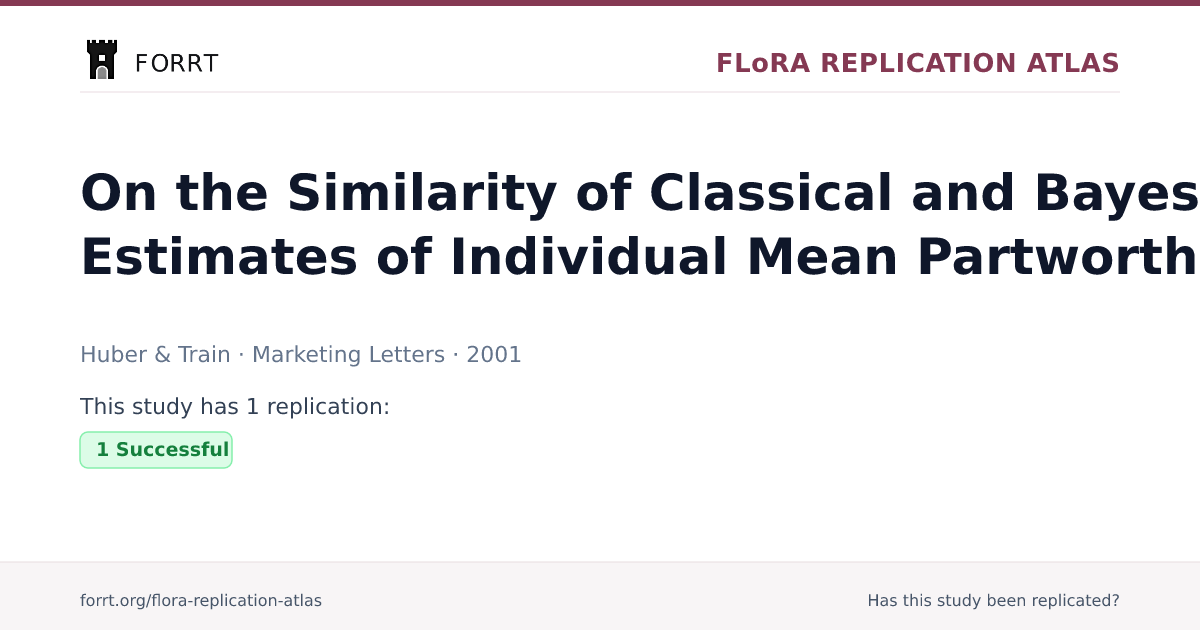 FORRT
FLoRA REPLICATION ATLAS
On the Similarity of Classical and Bayes
Estimates of Individual Mean Partworth
Huber & Train · Marketing Letters · 2001
This study has 1 replication:
1 Successful
forrt.org/flora-replication-atlas
Has this study been replicated?